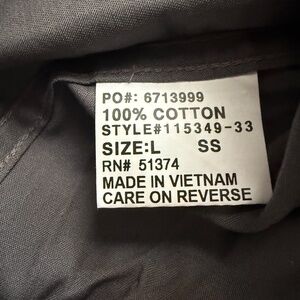 PO#: 6713999
100% COTTON
STYLE#115349-33
SIZE:L SS
RN# 51374
MADE IN VIETNAM
CARE ON REVERSE